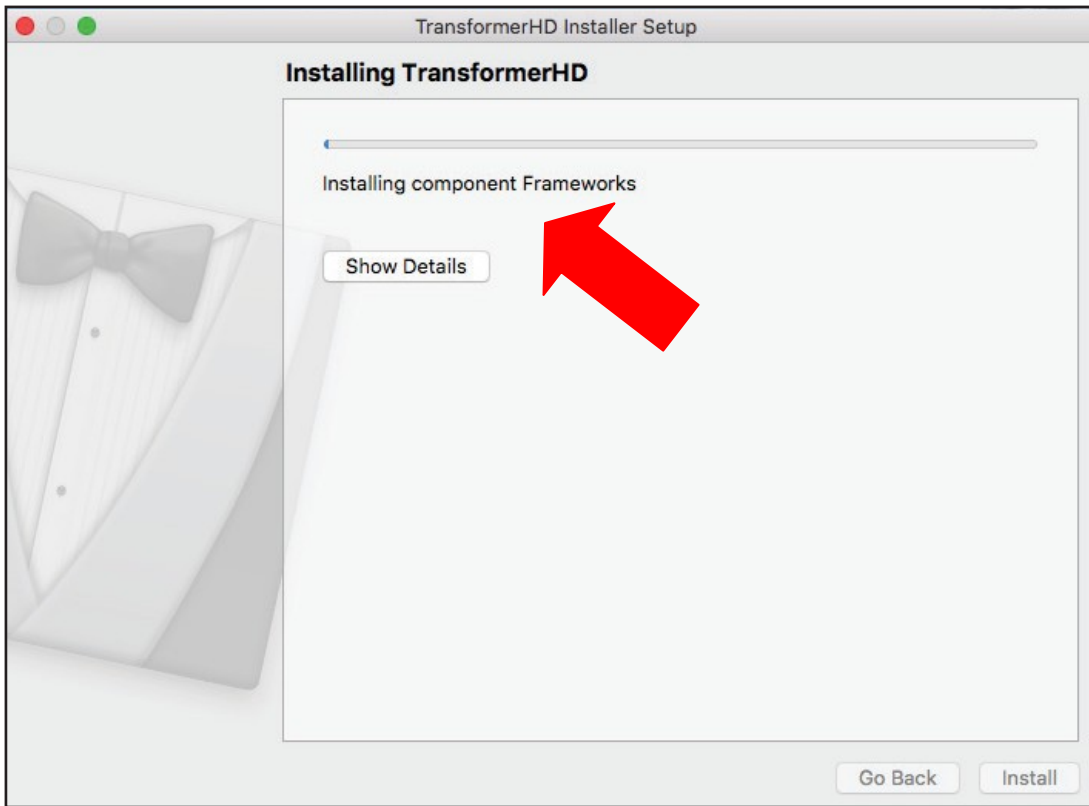 TransformerHD Installer Setup
Installing TransformerHD
Installing component Frameworks
Show Details
Go Back
Install